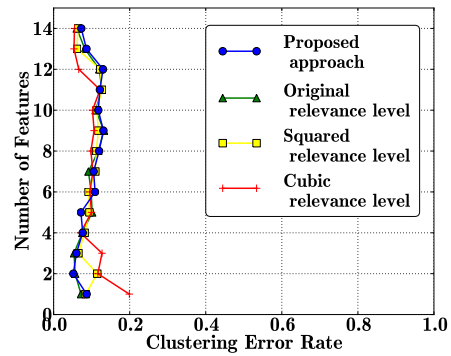 14
12
10
8
6
4
2
0
Number of Features
0.0 0.2 0.4 0.6 0.8 1.0
Clustering Error Rate
Proposed
approach
Original
relevance level
Squared
relevance level
Cubic
relevance level